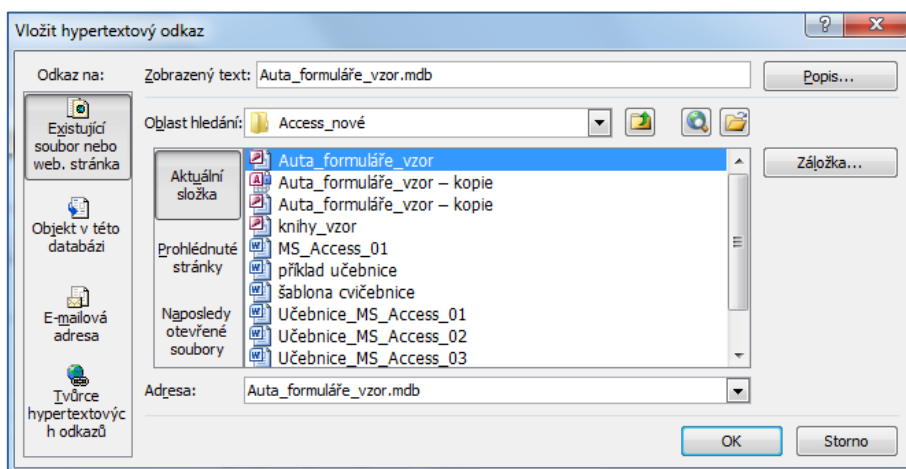 Vložit hypertextový odkaz
Odkaz na:
Zobrazený text:
Auta_formuláře_vzor.mdb
Popis...
Existující
soubor nebo
web. stránka
Oblast hledání:
Access_nové
Aktuální
složka
Auta_formuláře_vzor
Auta_formuláře_vzor – kopie
Auta_formuláře_vzor – kopie
knihy_vzor
MS_Access_01
příklad učebnice
šablona cvičebnice
Učebnice_MS_Access_01
Učebnice_MS_Access_02
Učebnice_MS_Access_03
Záložka...
Objekt v této
databázi
Prohlédnuté
stránky
E-mailová
adresa
Naposledy
otevřené
soubory
Tvůrce
hypertextovýc
h odkazů
Adresa:
Auta_formuláře_vzor.mdb
OK
Storno